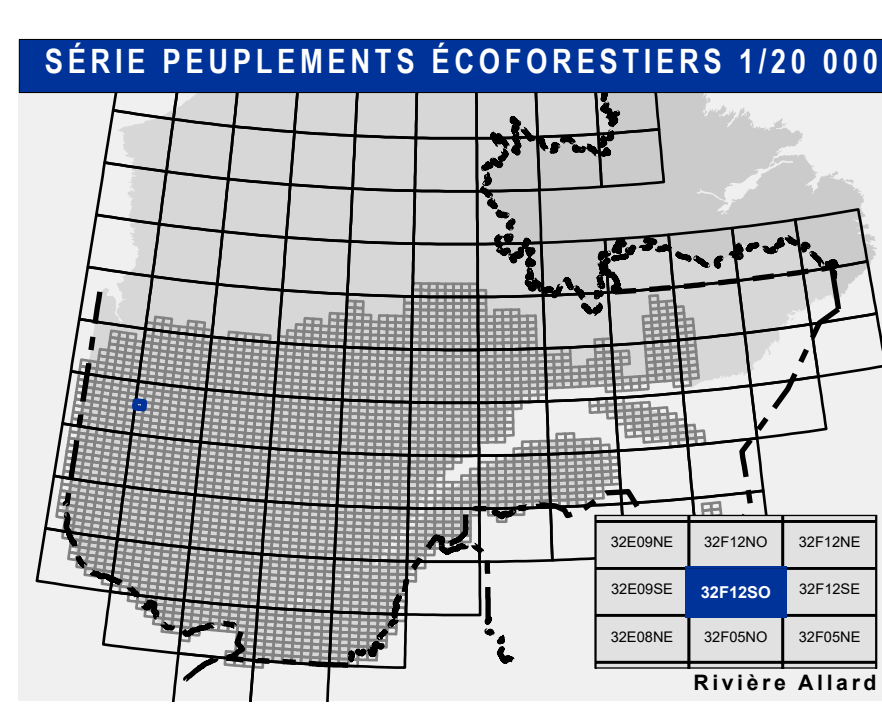 SÉRIE PEUPLEMENTS ÉCOFORESTIERS 1/20 000
32E09NE 32F12NO 32F12NE
32E09SE 32F12SO 32F12SE
32E08NE 32F05NO 32F05NE
Rivière Allard